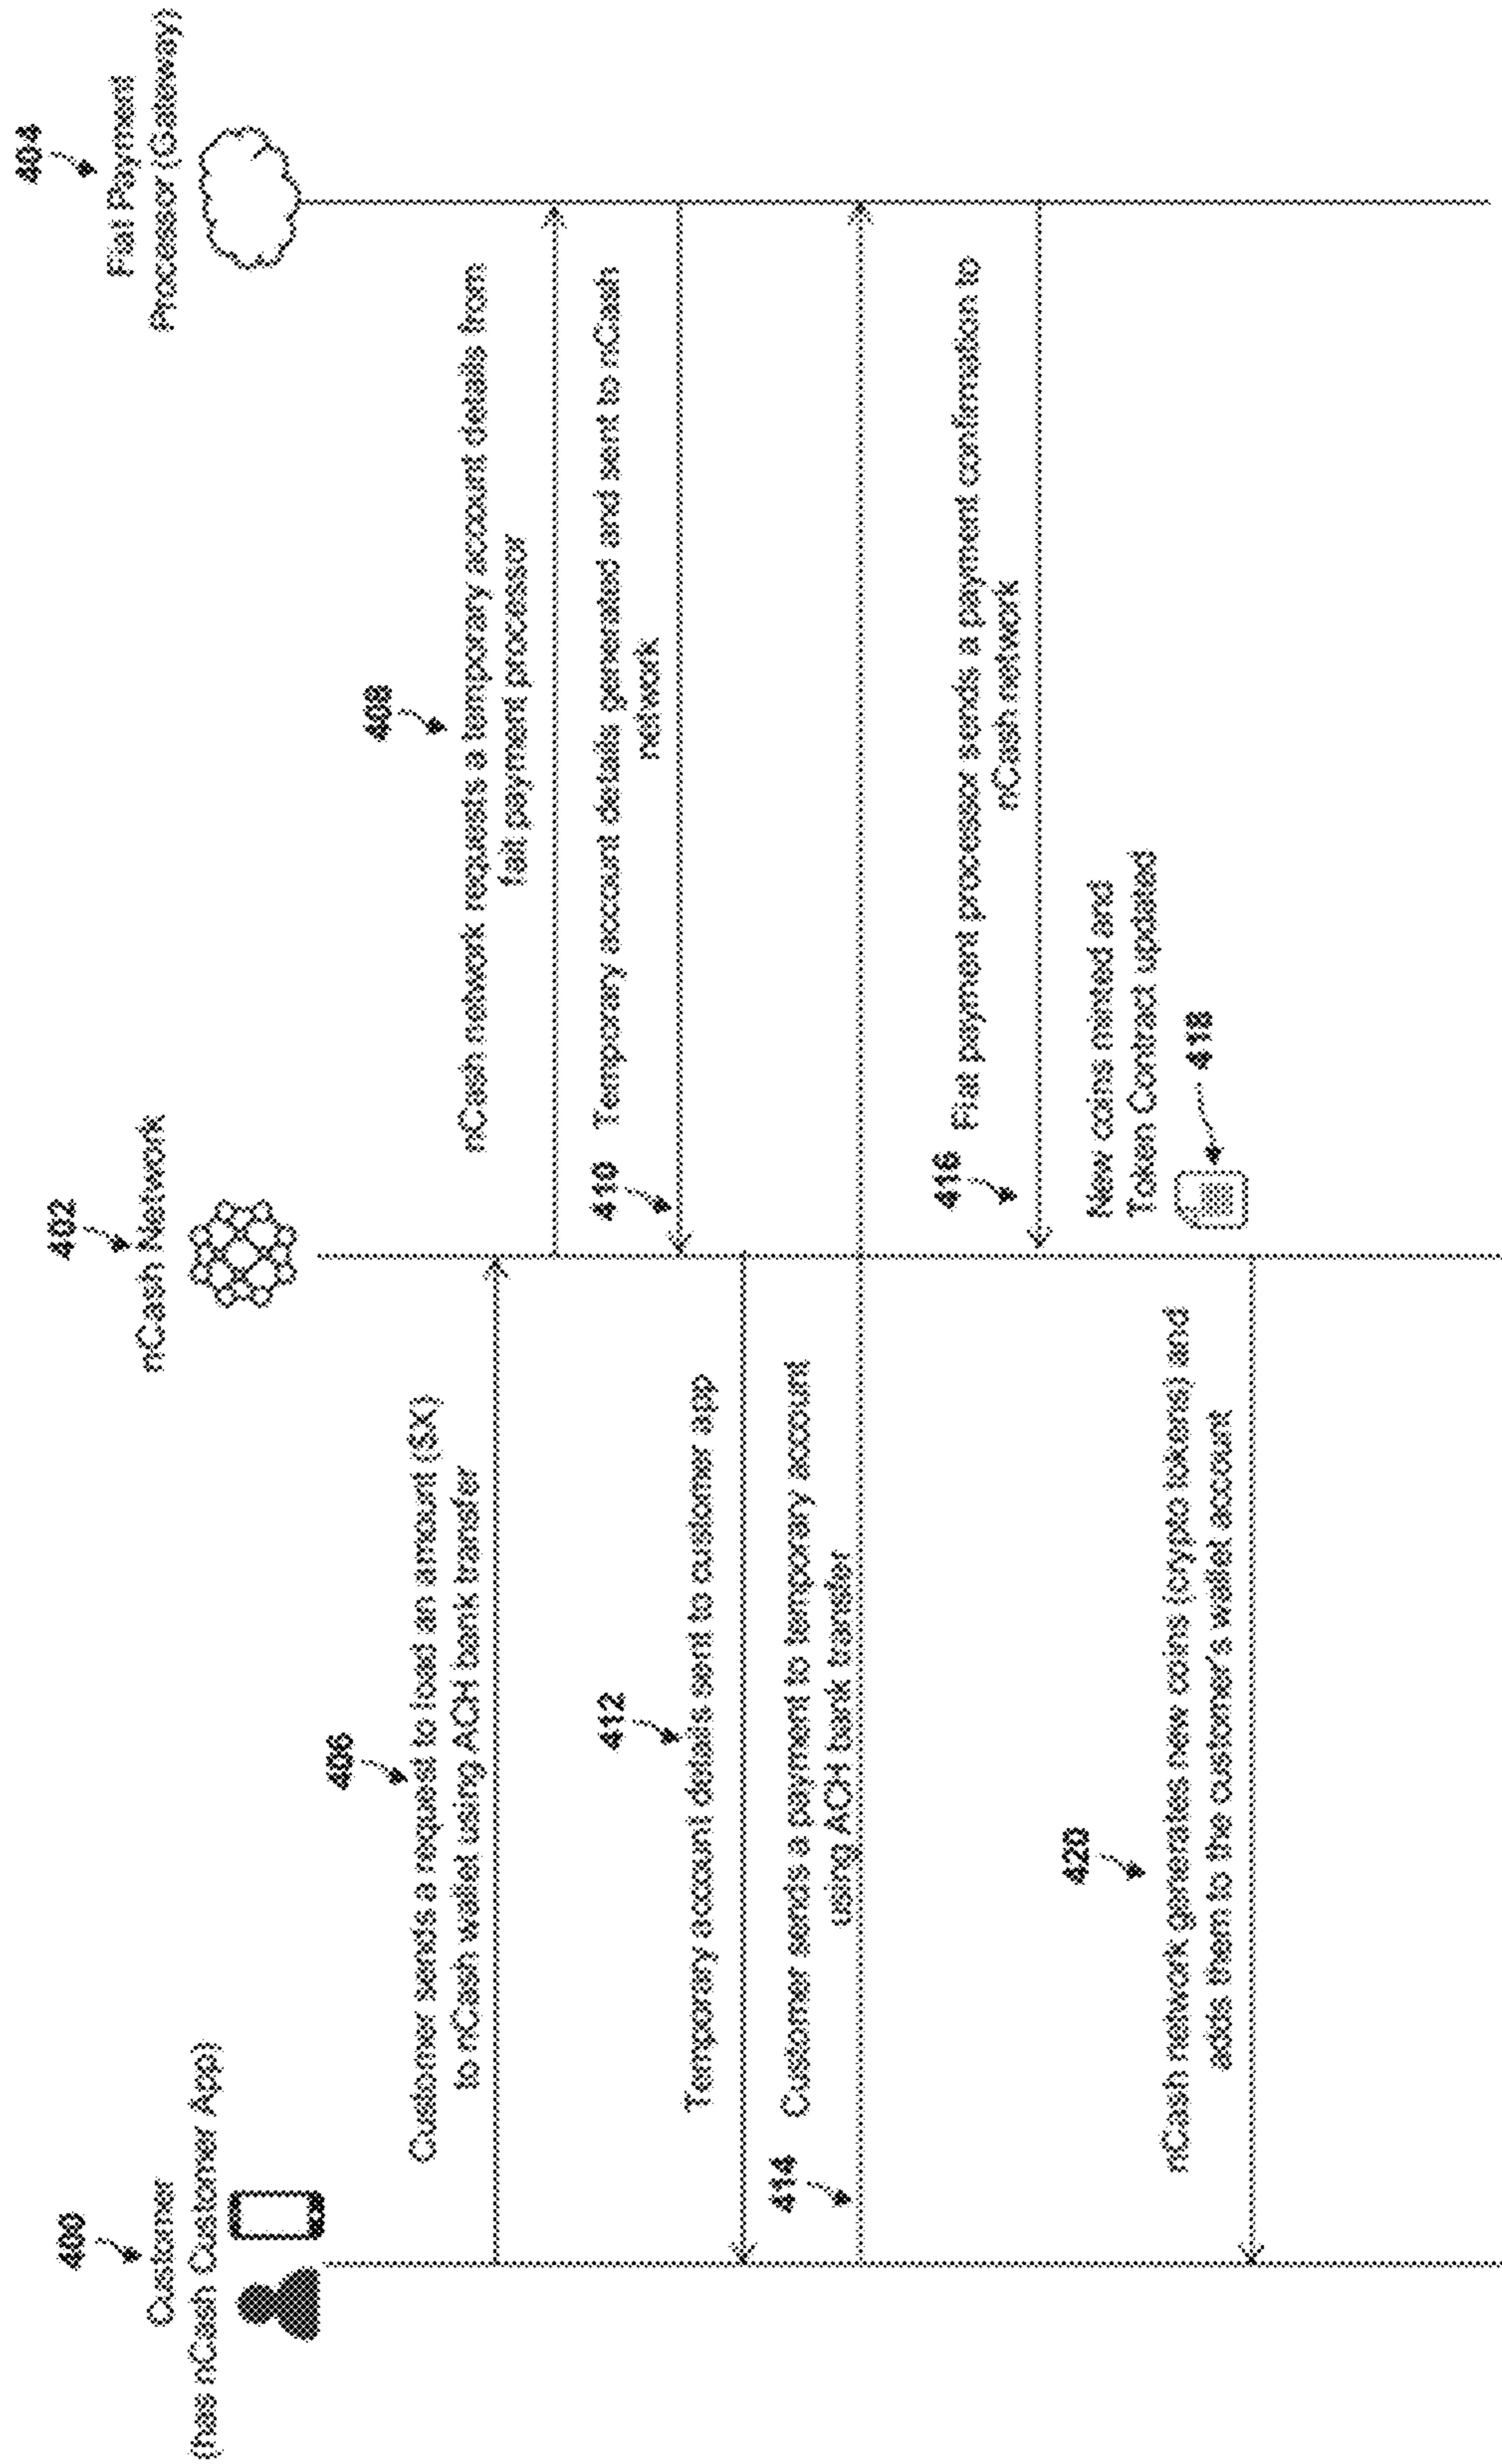 400
Customer
(has nCash Customer App)
402
nCash Network
404
Fiat Payment
Processor (Gateway)
406
Customer sends a request to load an amount ($X)
to nCash wallet using ACH bank transfer
408
nCash network requests a temporary account details from
fait payment processor
410
Temporary account details generated and sent to nCash
network
412
Temporary account details sent to customer app
414
Customer sends a payment to temporary account
using ACH bank transfer
416
Fiat payment processor sends a payment confirmation to
nCash network
New coins minted and
Token Contract updated
418
420
nCash network generates new coins (crypto tokens) and
adds them to the customer's wallet account